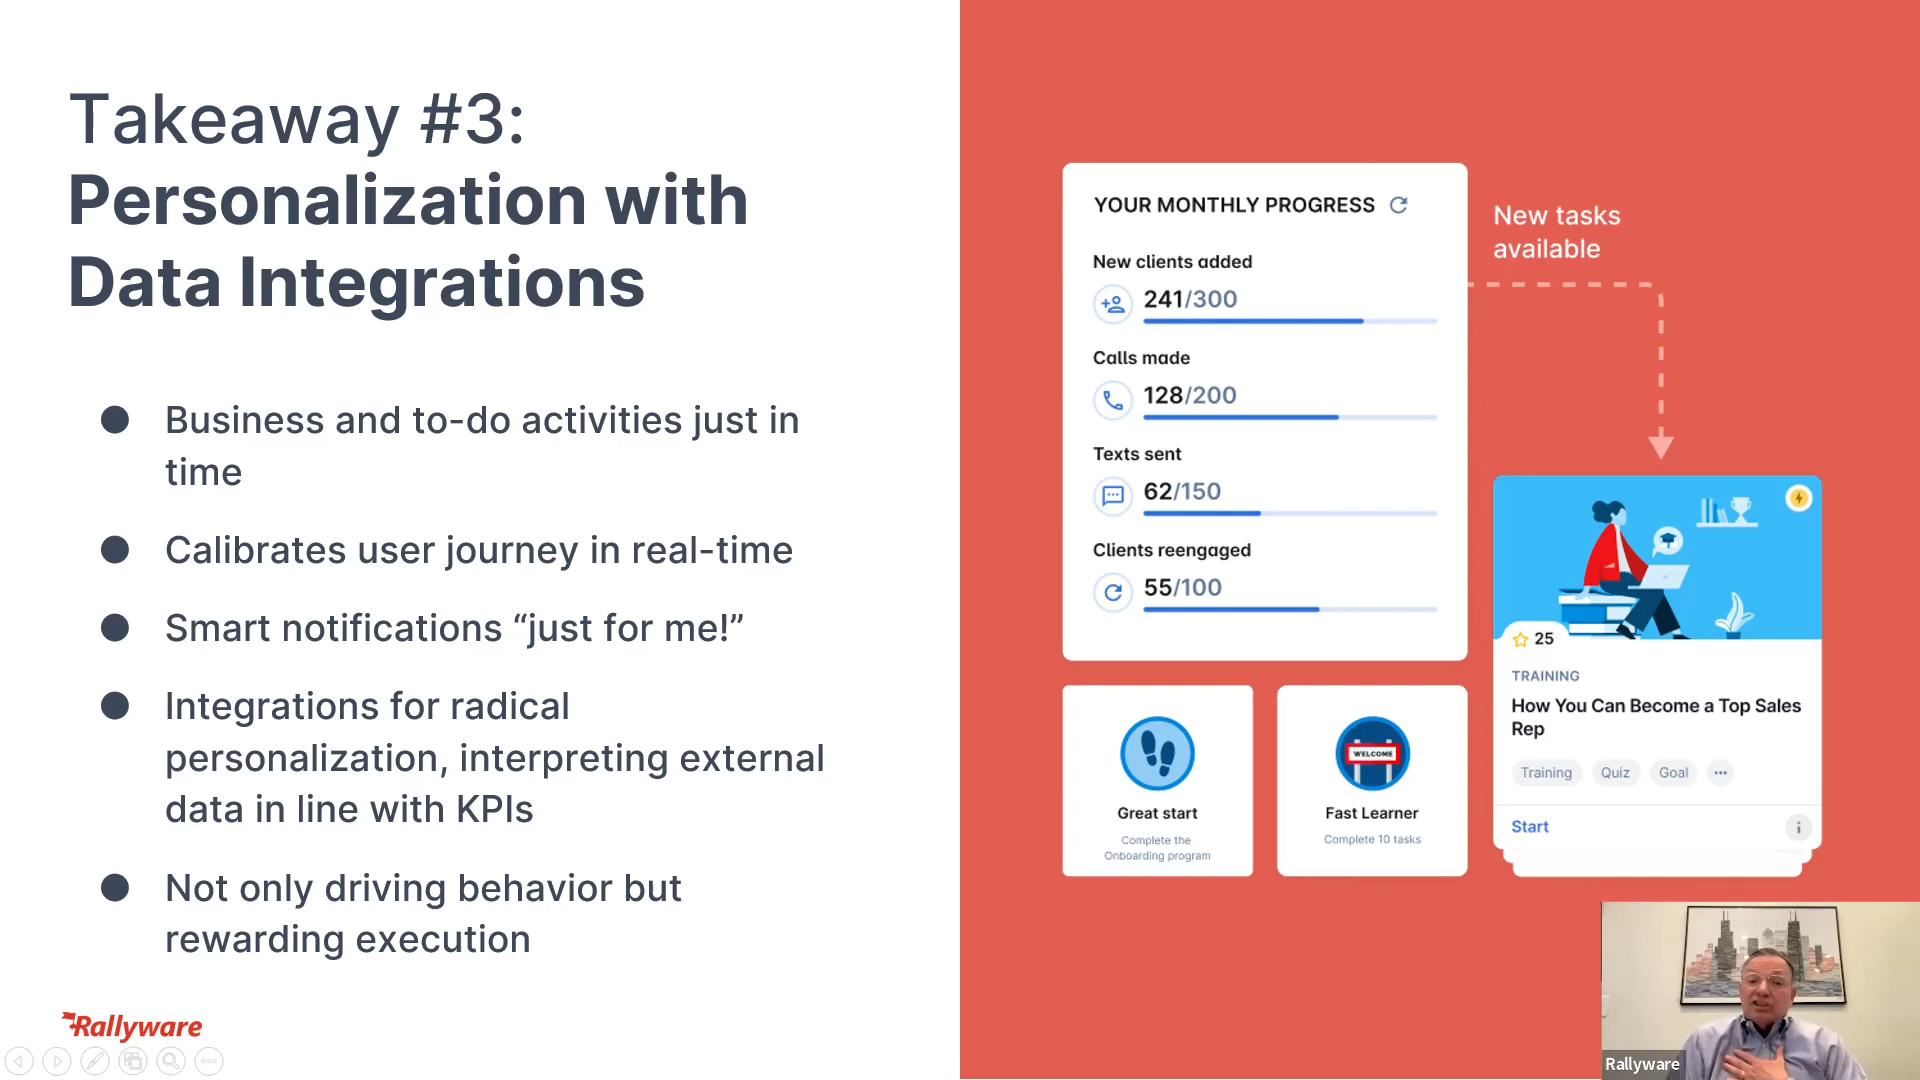 Takeaway #3:
Personalization with
Data Integrations
● Business and to-do activities just in
time
● Calibrates user journey in real-time
● Smart notifications “just for me!”
● Integrations for radical
personalization, interpreting external
data in line with KPIs
● Not only driving behavior but
rewarding execution
Rallyware
YOUR MONTHLY PROGRESS
New clients added
241/300
Calls made
128/200
Texts sent
62/150
Clients reengaged
55/100
New tasks
available
Great start
Complete the
Onboarding program
WELCOME
Fast Learner
Complete 10 tasks
25
TRAINING
How You Can Become a Top Sales
Rep
Training Quiz Goal ...
Start
Rallyware